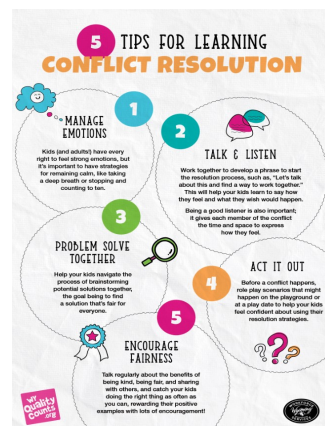 5 TIPS FOR LEARNING
CONFLICT RESOLUTION
1
MANAGE
EMOTIONS
Kids (and adults!) have every
right to feel strong emotions, but
it's important to have strategies
for remaining calm, like taking
a deep breath or stopping and
counting to ten.
2
TALK & LISTEN
Work together to develop a phrase to start
the resolution process, such as, "Let's talk
about this and find a way to work together."
This will help your kids learn to say how
they feel and what they wish would happen.
Being a good listener is also important;
it gives each member of the conflict
the time and space to express
how they feel.
3
PROBLEM SOLVE
TOGETHER
Help your kids navigate the
process of brainstorming
potential solutions together,
the goal being to find
a solution that's fair for
everyone.
4
ACT IT OUT
Before a conflict happens,
role play scenarios that might
happen on the playground or
at a play date to help your kids
feel confident about using their
resolution strategies.
???
5
ENCOURAGE
FAIRNESS
Talk regularly about the benefits of
being kind, being fair, and sharing
with others, and catch your kids
doing the right thing as often as
you can, rewarding their positive
examples with lots of encouragement!
WY
Quality
Counts
.org
Wyoming